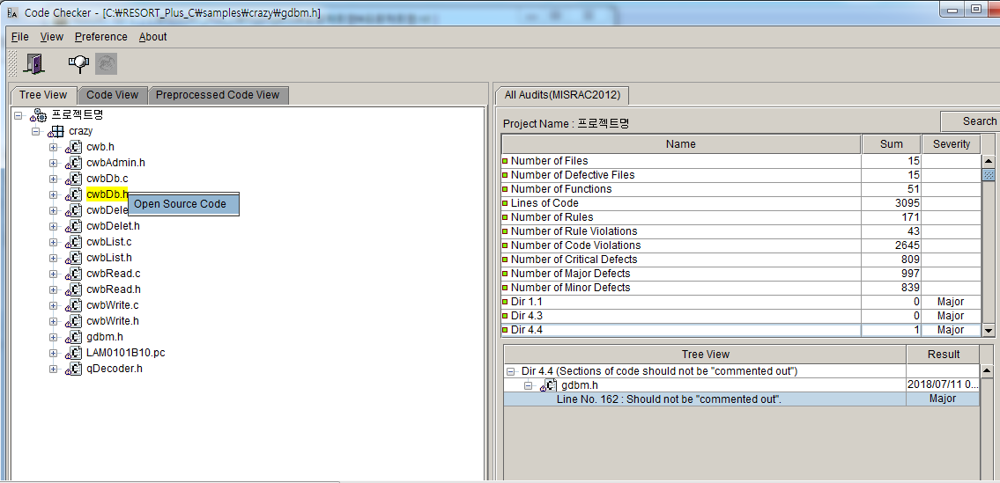 Code Checker - [C:₩RESORT_Plus_C₩samples₩crazy₩gdbm.h]
File View Preference About
Tree View Code View Preprocessed Code View
프로젝트명
crazy
cwb.h
cwbAdmin.h
cwbDb.c
cwbDb.h
Open Source Code
cwbDele
cwbDelet.h
cwbList.c
cwbList.h
cwbRead.c
cwbRead.h
cwbWrite.c
cwbWrite.h
gdbm.h
LAM0101B10.pc
qDecoder.h
All Audits(MISRAC2012)
Project Name : 프로젝트명
Search
Name Sum Severity
Number of Files 15
Number of Defective Files 15
Number of Functions 51
Lines of Code 3095
Number of Rules 171
Number of Rule Violations 43
Number of Code Violations 2645
Number of Critical Defects 809
Number of Major Defects 997
Number of Minor Defects 839
Dir 1.1 0 Major
Dir 4.3 0 Major
Dir 4.4 1 Major
Tree View Result
Dir 4.4 (Sections of code should not be "commented out")
gdbm.h 2018/07/11 0...
Line No. 162 : Should not be "commented out". Major